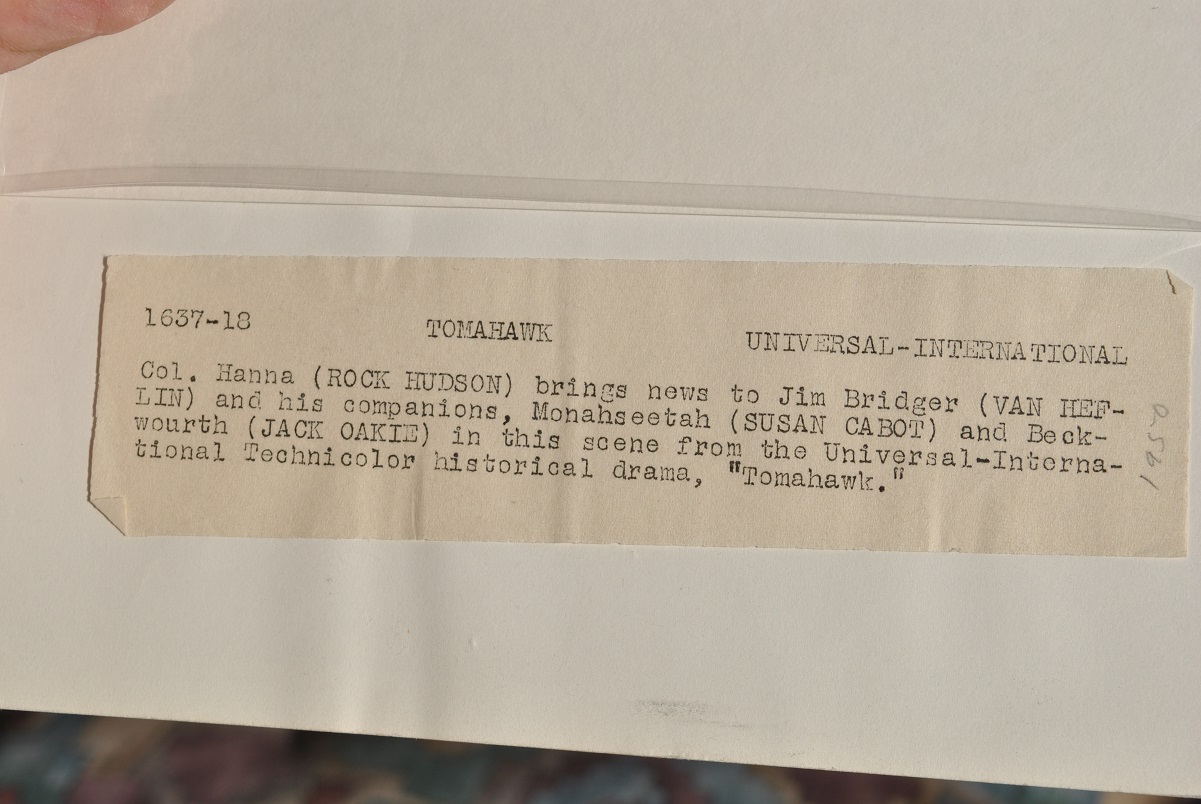 1637-18 TOMAHAWK UNIVERSAL-INTERNATIONAL
Col. Hanna (ROCK HUDSON) brings news to Jim Bridger (VAN HEF-
LIN) and his companions, Monahseetah (SUSAN CABOT) and Beck-
wourth (JACK OAKIE) in this scene from the Universal-Interna-
tional Technicolor historical drama, "Tomahawk."